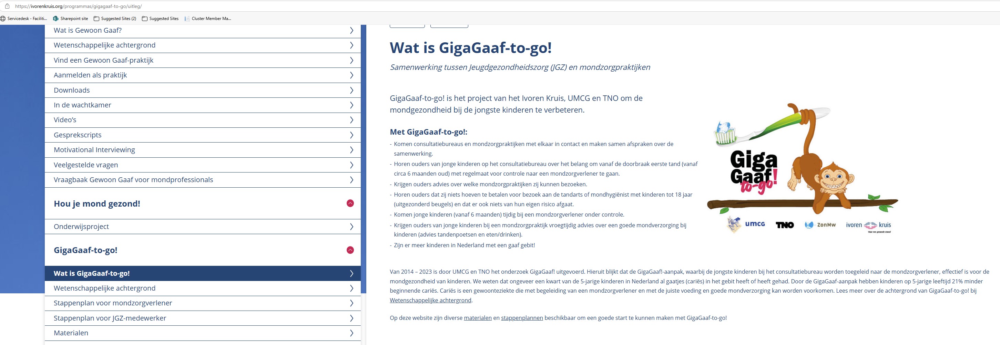 https://ivorenkruis.org/programmas/gigagaaf-to-go/uitleg/
Servicedesk - Faciliti... Sharepoint site Suggested Sites (2) Suggested Sites Cluster Member Ma...
Wat is Gewoon Gaaf?
Wetenschappelijke achtergrond
Vind een Gewoon Gaaf-praktijk
Aanmelden als praktijk
Downloads
In de wachtkamer
Video's
Gesprekscripts
Motivational Interviewing
Veelgestelde vragen
Vraagbaak Gewoon Gaaf voor mondprofessionals
Hou je mond gezond!
Onderwijsproject
GigaGaaf-to-go!
Wat is GigaGaaf-to-go!
Wetenschappelijke achtergrond
Stappenplan voor mondzorgverlener
Stappenplan voor JGZ-medewerker
Materialen
Wat is GigaGaaf-to-go!
Samenwerking tussen Jeugdgezondheidszorg (JGZ) en mondzorgpraktijken
GigaGaaf-to-go! is het project van het Ivoren Kruis, UMCG en TNO om de
mondgezondheid bij de jongste kinderen te verbeteren.
Met GigaGaaf-to-go!:
- Komen consultatiebureaus en mondzorgpraktijken met elkaar in contact en maken samen afspraken over de
samenwerking.
- Horen ouders van jonge kinderen op het consultatiebureau over het belang om vanaf de doorbraak eerste tand (vanaf
circa 6 maanden oud) met regelmaat voor controle naar een mondzorgverlener te gaan.
- Krijgen ouders advies over welke mondzorgpraktijken zij kunnen bezoeken.
- Horen ouders dat zij niets hoeven te betalen voor bezoek aan de tandarts of mondhygiënist met kinderen tot 18 jaar
(uitgezonderd beugels) en dat er ook niets van hun eigen risico afgaat.
- Komen jonge kinderen (vanaf 6 maanden) tijdig bij een mondzorgverlener onder controle.
- Krijgen ouders van jonge kinderen bij een mondzorgpraktijk vroegtijdig advies over een goede mondverzorging bij
kinderen (advies tandenpoetsen en eten/drinken).
- Zijn er meer kinderen in Nederland met een gaaf gebit!
Giga
Gaaf!
to-go!
umcg TNO ZonMw ivoren kruis
Voor een gezonde mond
Van 2014 – 2023 is door UMCG en TNO het onderzoek GigaGaaf! uitgevoerd. Hieruit blijkt dat de GigaGaaf!-aanpak, waarbij de jongste kinderen bij het consultatiebureau worden toegeleid naar de mondzorgverlener, effectief is voor de
mondgezondheid van kinderen. We weten dat ongeveer een kwart van de 5-jarige kinderen in Nederland al gaatjes (cariës) in het gebit heeft of heeft gehad. Door de GigaGaaf-aanpak hebben kinderen op 5-jarige leeftijd 21% minder
beginnende cariës. Cariës is een gewoonteziekte die met begeleiding van een mondzorgverlener en met de juiste voeding en goede mondverzorging kan worden voorkomen. Lees meer over de achtergrond van GigaGaaf-to-go! bij
Wetenschappelijke achtergrond.
Op deze website zijn diverse materialen en stappenplannen beschikbaar om een goede start te kunnen maken met GigaGaaf-to-go!